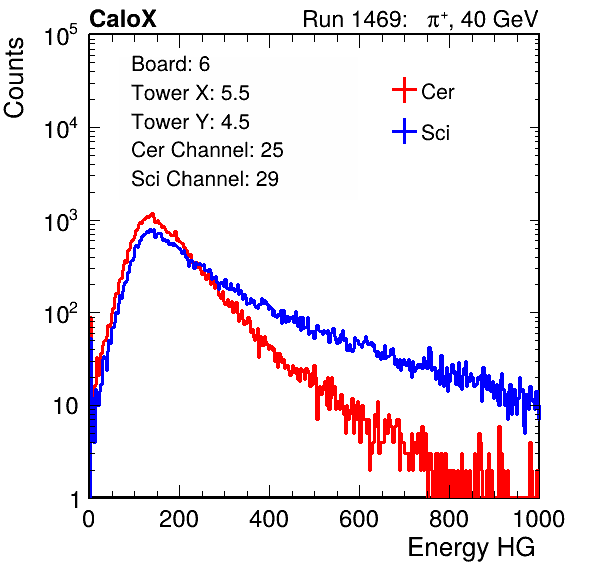 CaloX Run 1469: π⁺, 40 GeV
Counts
10⁵
10⁴
10³
10²
10
1
Board: 6
Tower X: 5.5
Tower Y: 4.5
Cer Channel: 25
Sci Channel: 29
Cer
Sci
0 200 400 600 800 1000
Energy HG